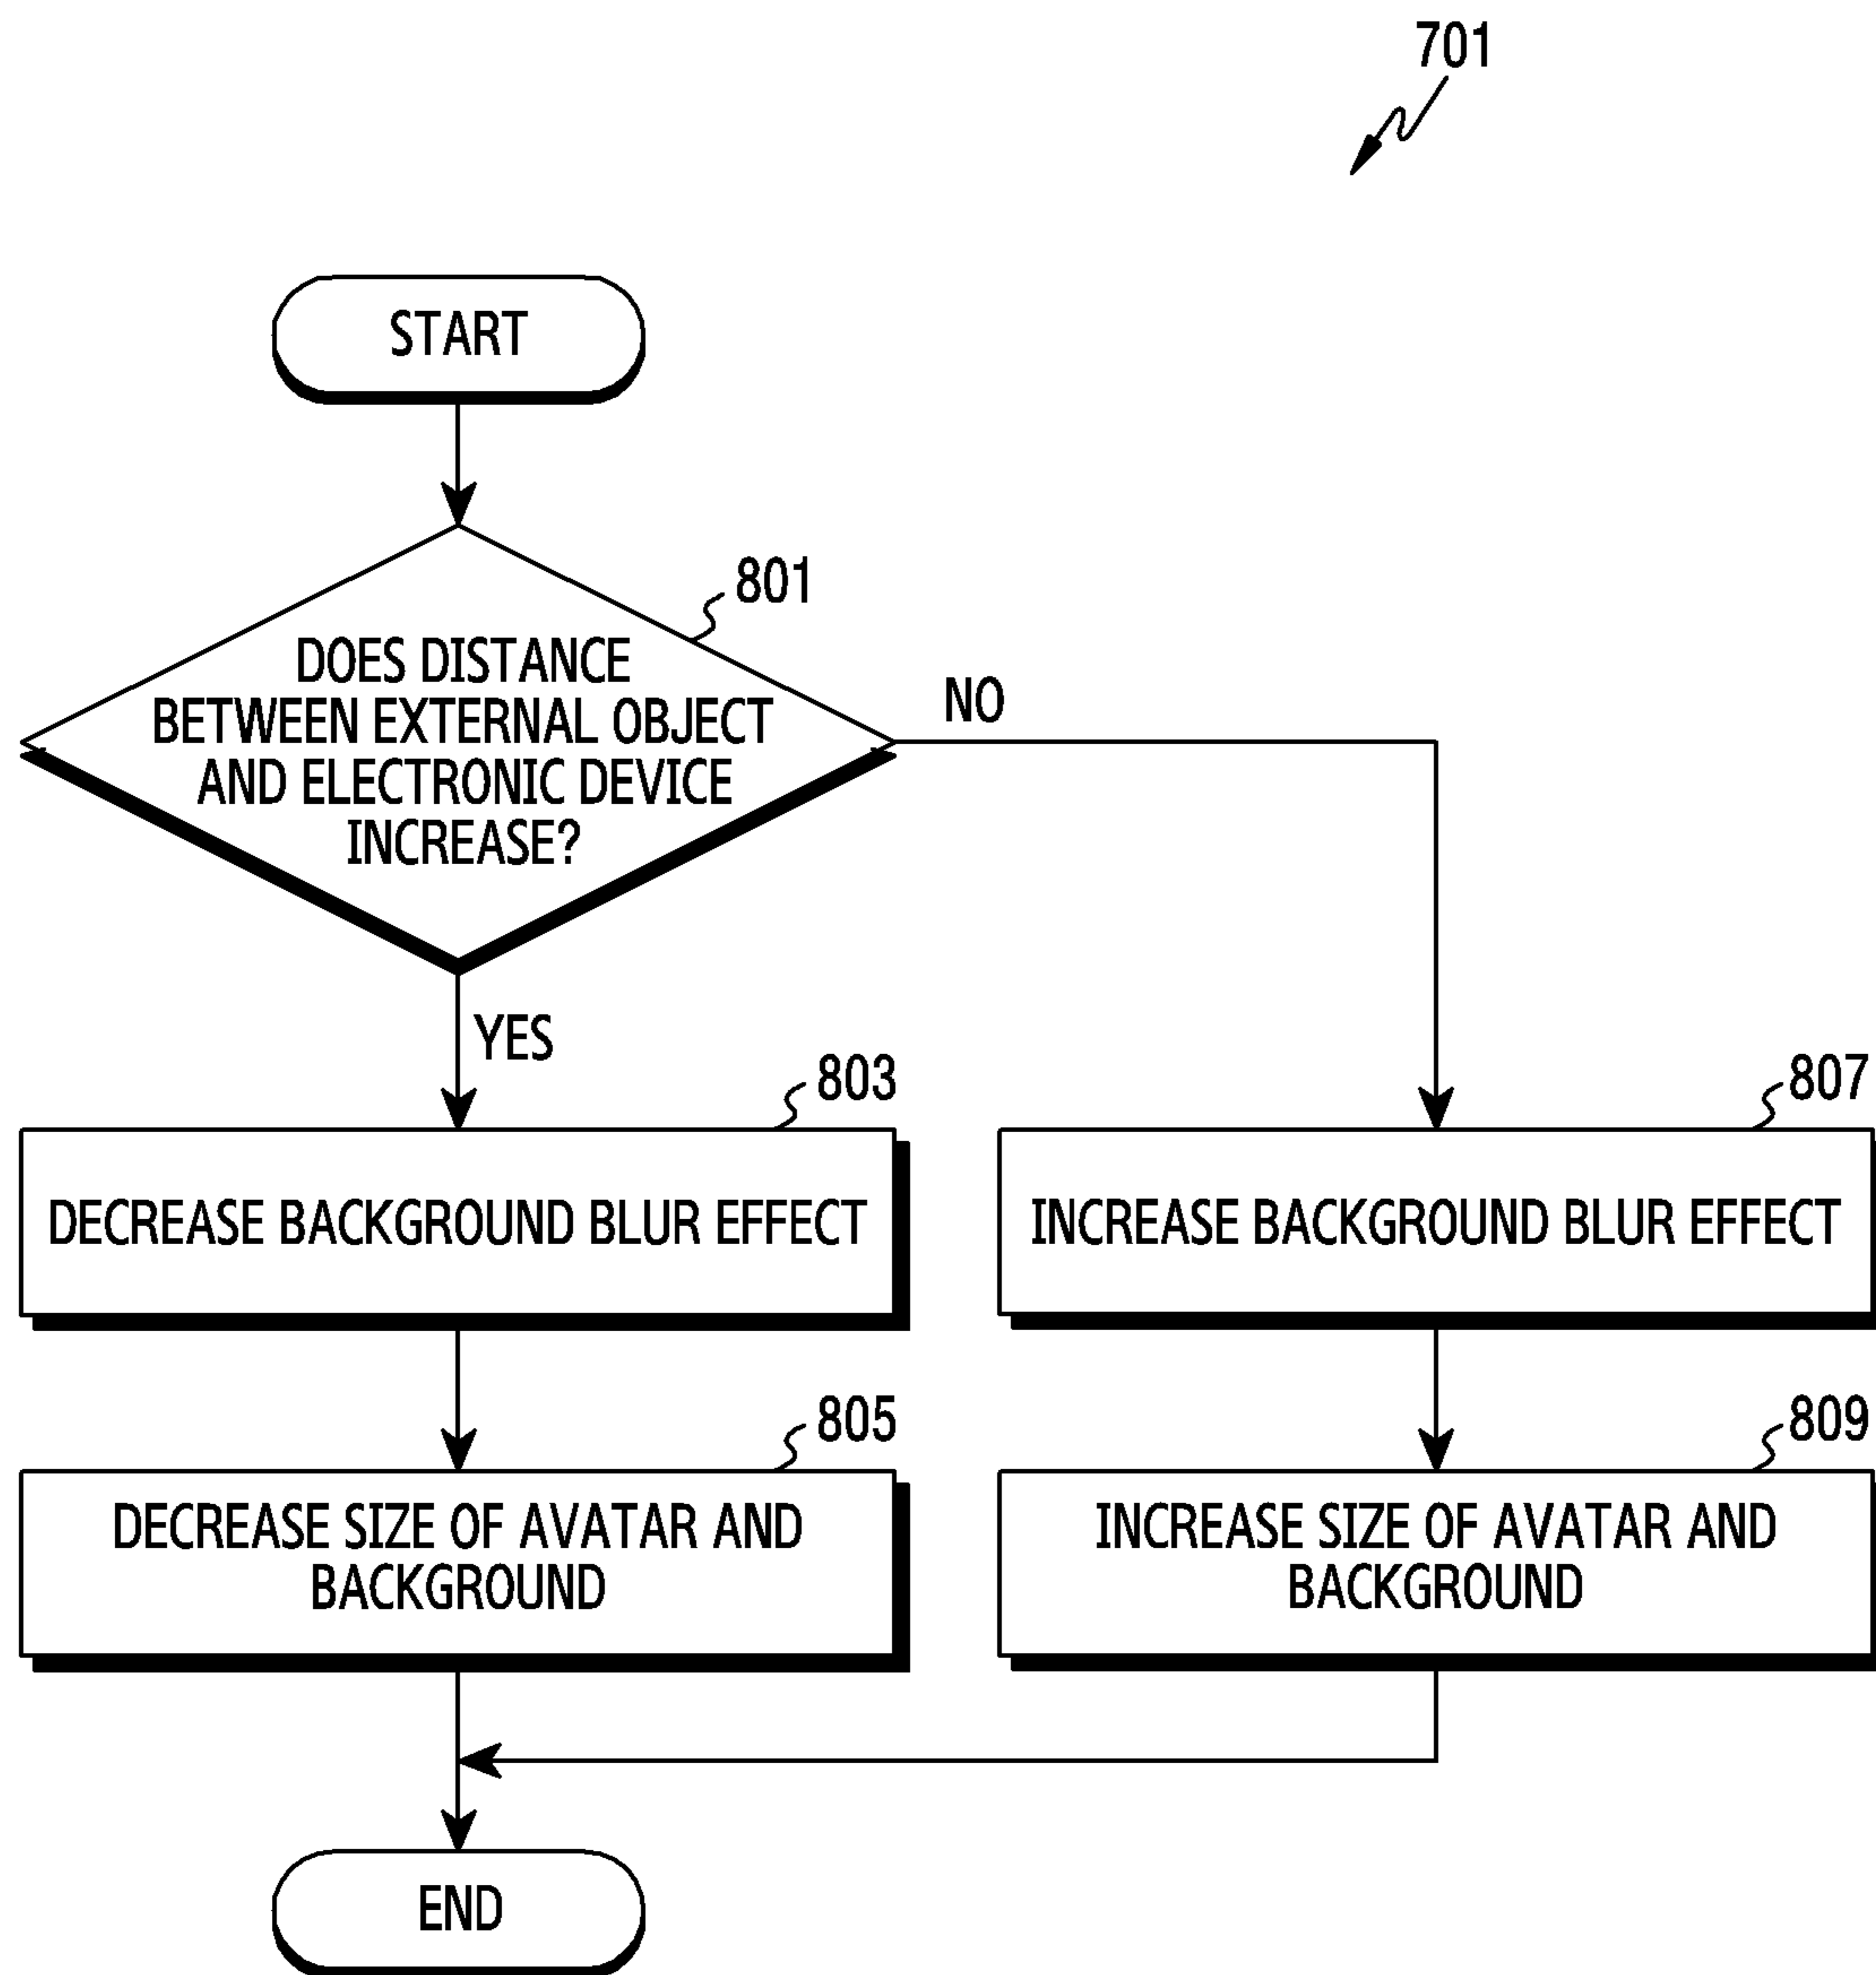 701
START
801
DOES DISTANCE
BETWEEN EXTERNAL OBJECT
AND ELECTRONIC DEVICE
INCREASE?
NO
YES
803
DECREASE BACKGROUND BLUR EFFECT
807
INCREASE BACKGROUND BLUR EFFECT
805
DECREASE SIZE OF AVATAR AND
BACKGROUND
809
INCREASE SIZE OF AVATAR AND
BACKGROUND
END